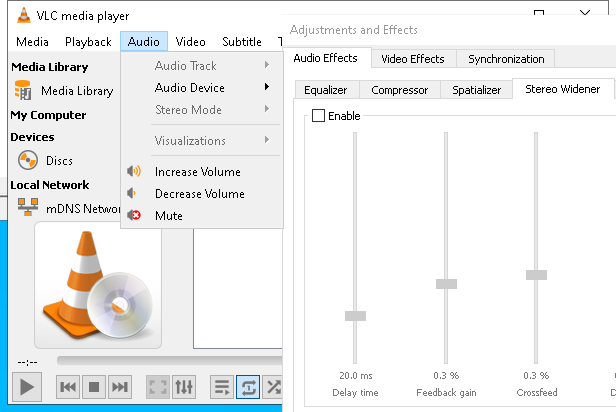 VLC media player
Media Playback Audio Video Subtitle T
Media Library
Media Library
My Computer
Devices
Discs
Local Network
mDNS Networ
Audio Track
Audio Device
Stereo Mode
Visualizations
Increase Volume
Decrease Volume
Mute
--:--
Adjustments and Effects
Audio Effects Video Effects Synchronization
Equalizer Compressor Spatializer Stereo Widener
Enable
20.0 ms 0.3 % 0.3 %
Delay time Feedback gain Crossfeed D